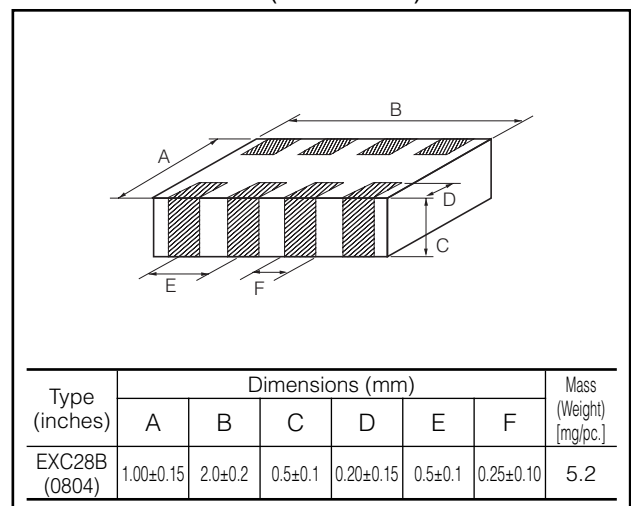 B
A
D
C
E
F
Type
(inches)
Dimensions (mm)
Mass
(Weight)
[mg/pc.]
A B C D E F
EXC28B
(0804)
1.00±0.15 2.0±0.2 0.5±0.1 0.20±0.15 0.5±0.1 0.25±0.10 5.2